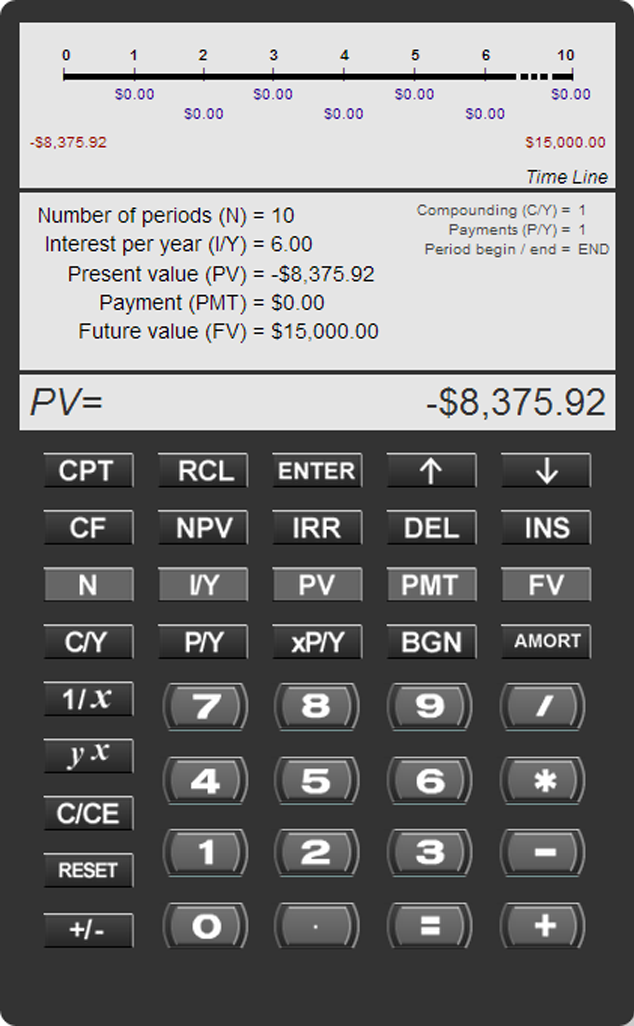 0 1 2 3 4 5 6 10
$0.00 $0.00 $0.00 $0.00
$0.00 $0.00 $0.00
-$8,375.92 $15,000.00
Time Line
Number of periods (N) = 10
Interest per year (I/Y) = 6.00
Present value (PV) = -$8,375.92
Payment (PMT) = $0.00
Future value (FV) = $15,000.00
Compounding (C/Y) = 1
Payments (P/Y) = 1
Period begin / end = END
PV= -$8,375.92
CPT RCL ENTER ↑ ↓
CF NPV IRR DEL INS
N I/Y PV PMT FV
C/Y P/Y xP/Y BGN AMORT
1/x 7 8 9 /
y x 4 5 6 *
C/CE 1 2 3 -
RESET
+/- 0 . = +